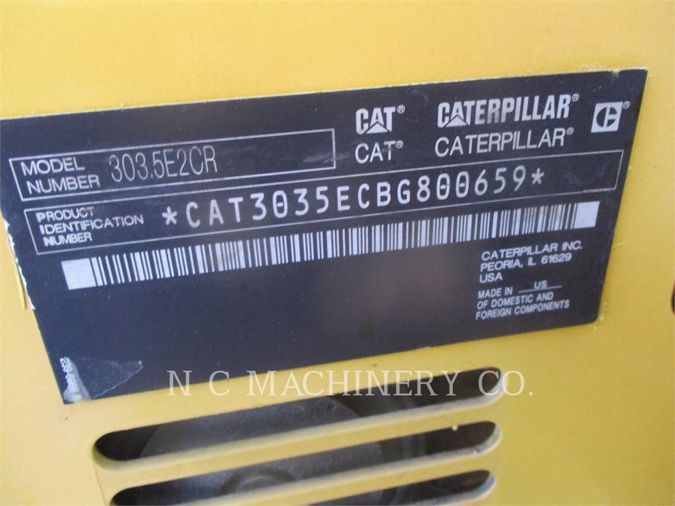 CAT® CATERPILLAR®
CAT® CATERPILLAR®
MODEL NUMBER 303.5E2CR
PRODUCT IDENTIFICATION NUMBER *CAT3035ECBG800659*
CATERPILLAR INC.
PEORIA, IL 61629
USA
MADE IN US
OF DOMESTIC AND
FOREIGN COMPONENTS
N C MACHINERY CO.